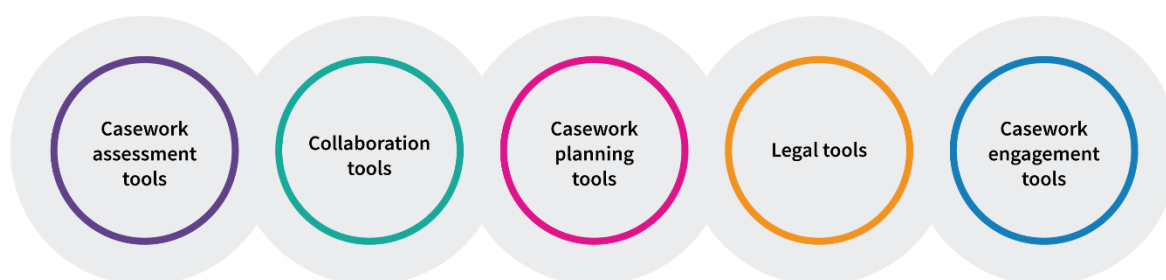 Casework
assessment
tools
Collaboration
tools
Casework
planning
tools
Legal tools
Casework
engagement
tools